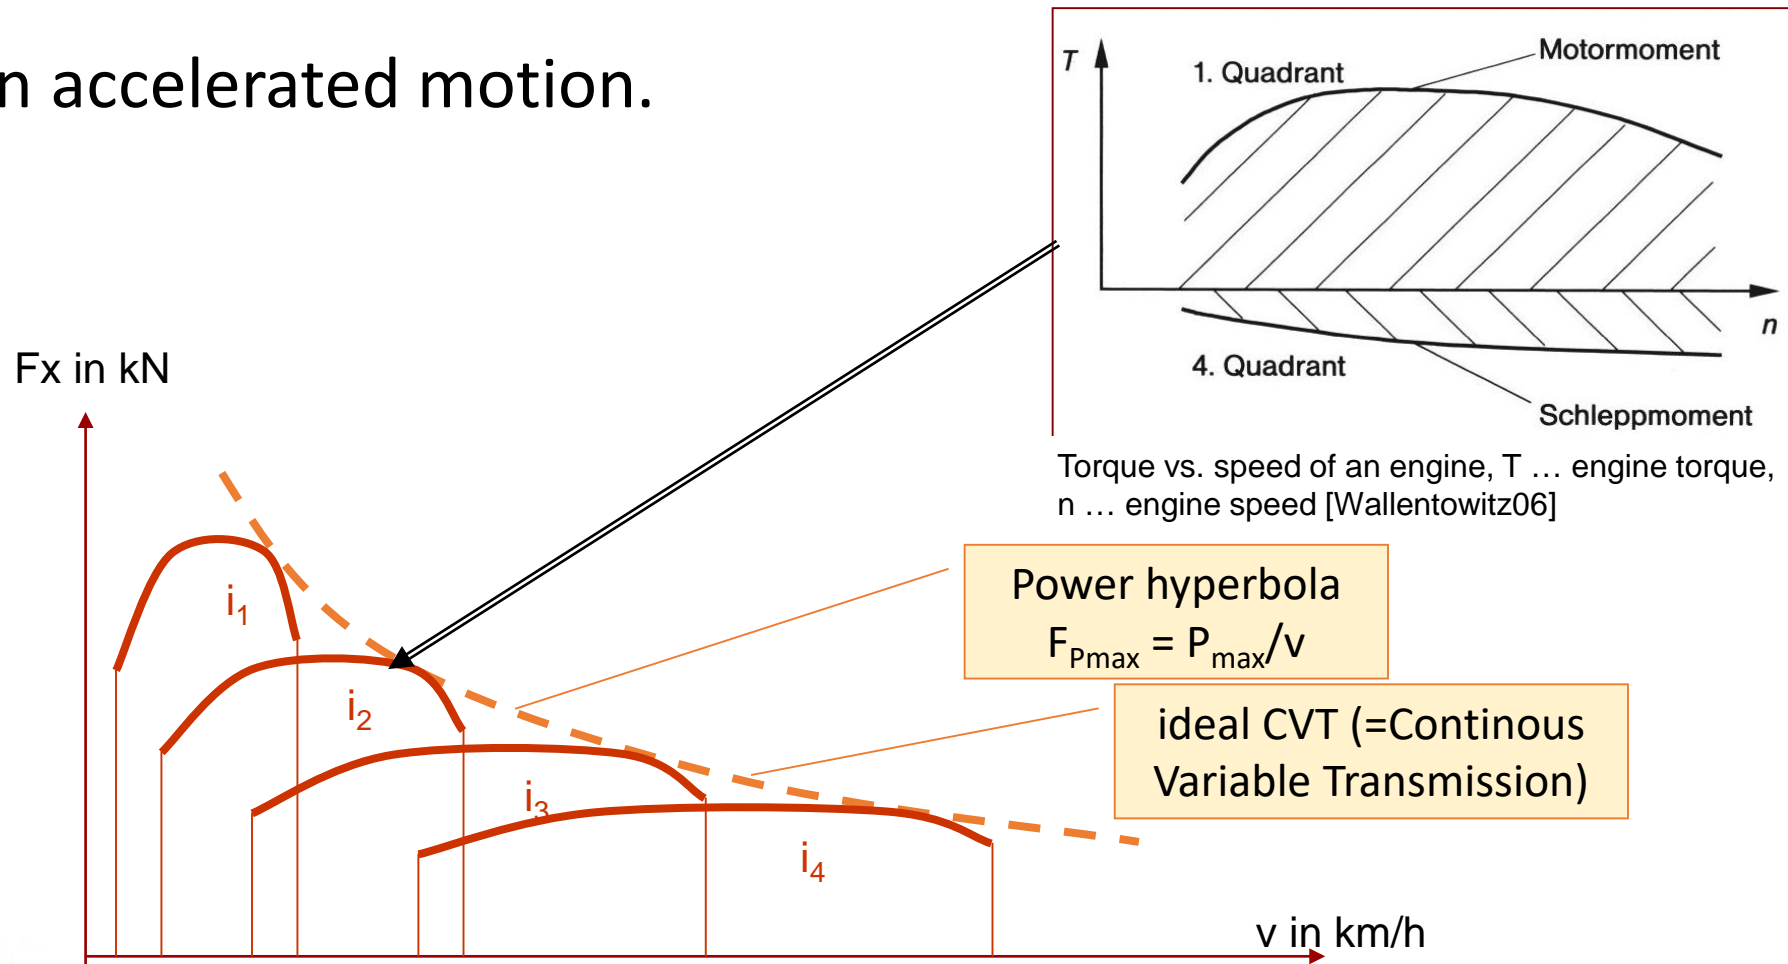 n accelerated motion.
T
1. Quadrant
Motormoment
n
4. Quadrant
Schleppmoment
Torque vs. speed of an engine, T … engine torque,
n … engine speed [Wallentowitz06]
Fx in kN
i1
i2
i3
i4
Power hyperbola
FPmax = Pmax/v
ideal CVT (=Continous
Variable Transmission)
v in km/h